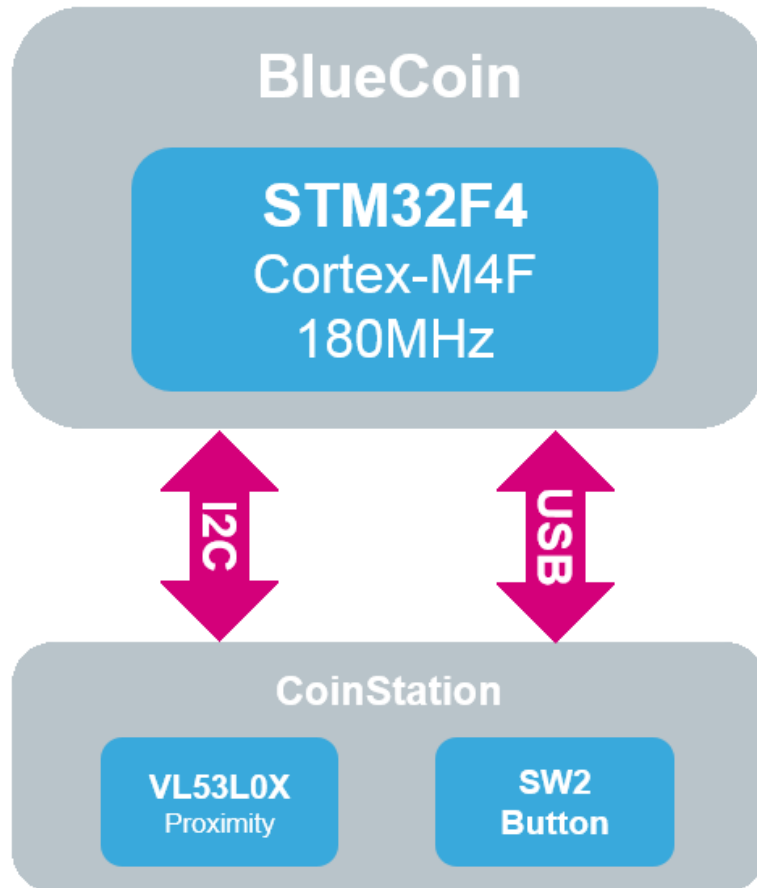 BlueCoin
STM32F4
Cortex-M4F
180MHz
I2C
USB
CoinStation
VL53L0X
Proximity
SW2
Button